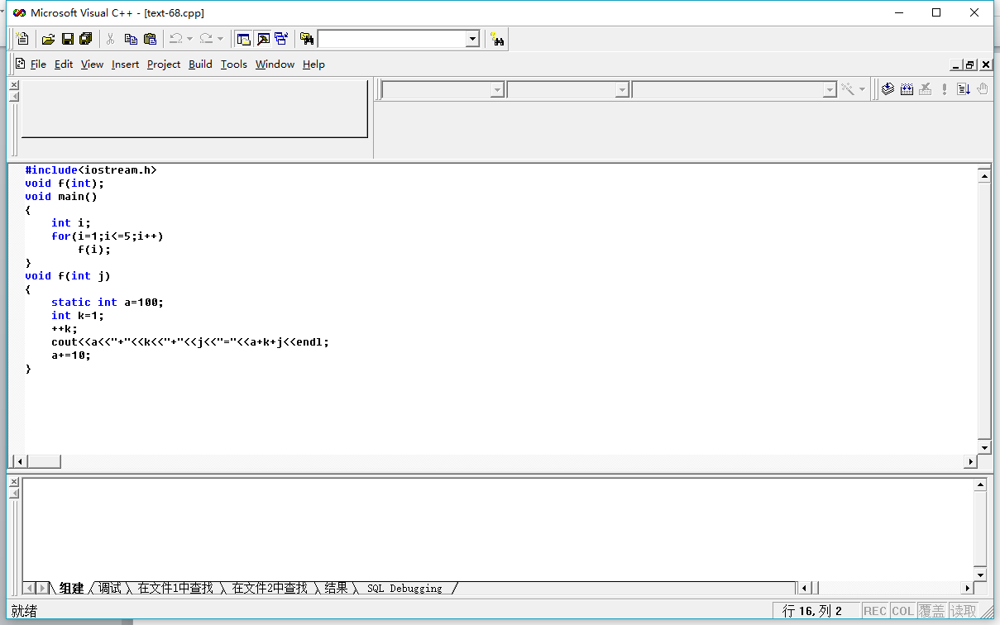 Microsoft Visual C++ - [text-68.cpp]
File Edit View Insert Project Build Tools Window Help
#include<iostream.h>
void f(int);
void main()
{
    int i;
    for(i=1;i<=5;i++)
        f(i);
}
void f(int j)
{
    static int a=100;
    int k=1;
    ++k;
    cout<<a<<"+"<<k<<"+"<<j<<"="<<a+k+j<<endl;
    a+=10;
}
组建 调试 在文件1中查找 在文件2中查找 结果 SQL Debugging
就绪 行 16, 列 2 REC COL 覆盖 读取